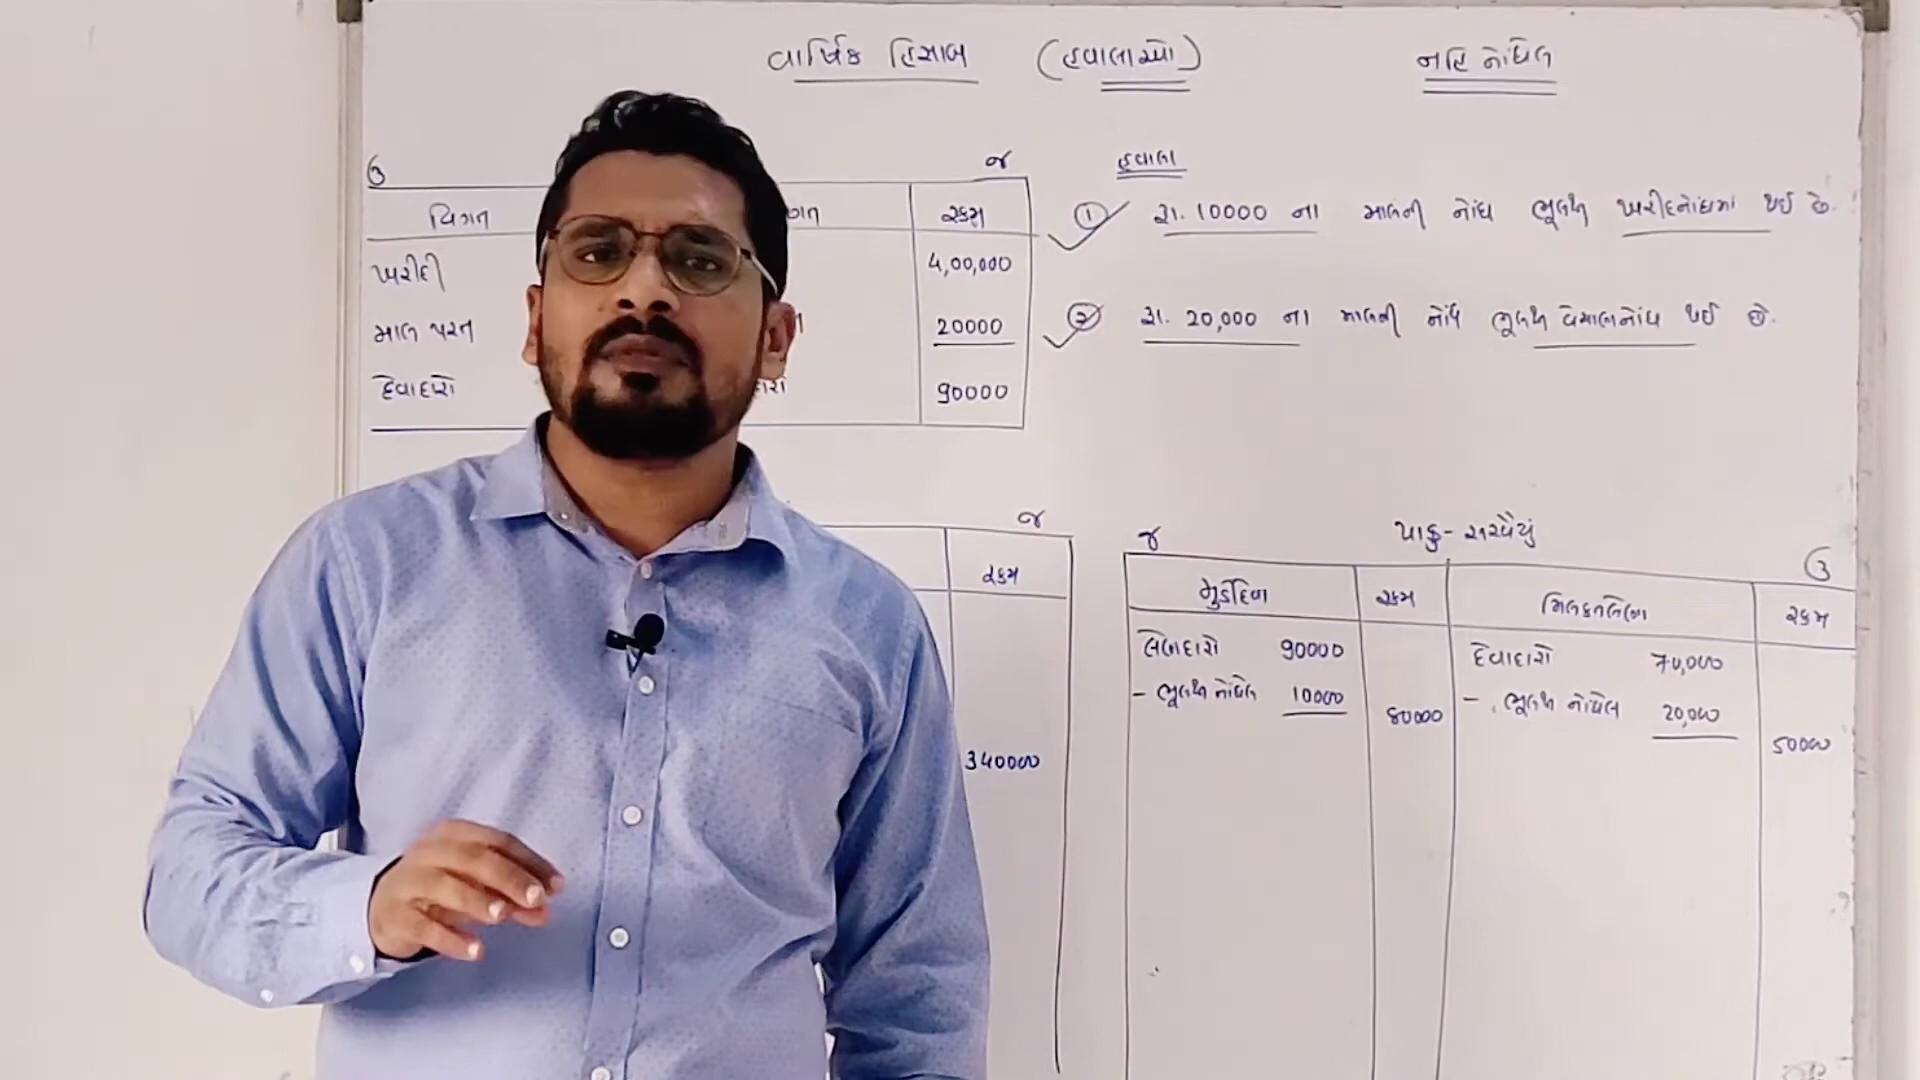 વાર્ષિક હિસાબ (હવાલાઓ) નહિ નોંધેલ
ઉ જ
વિગત રકમ
ખરીદી 4,00,000
માલ પરત 20000
દેવાદારો 90000
હવાલા
① રૂા. 10000 ના માલની નોંધ ભૂલથી ખરીદનોંધમાં થઈ છે.
② રૂા. 20,000 ના માલની નોંધ ભૂલથી વેચાણનોંધ થઈ છે.
જ
રકમ
340000
જ પાકુ-સરવૈયું ઉ
રકમ રકમ
લેણદારો 90000 દેવાદારો 70,000
- ભૂલથી નોંધેલ 10000 80000 - ભૂલથી નોંધેલ 20,000 50000